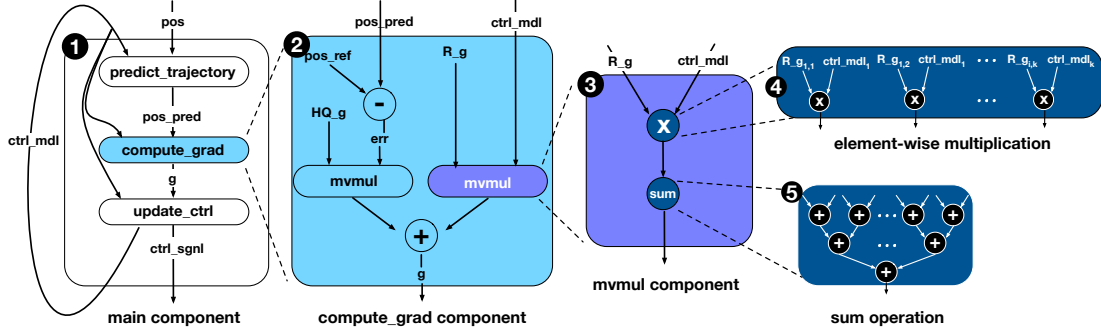 pos
1
predict_trajectory
pos_pred
ctrl_mdl
compute_grad
g
update_ctrl
ctrl_sgnl
main component
pos_pred
ctrl_mdl
2
pos_ref
R_g
-
HQ_g
err
mvmul
mvmul
+
g
compute_grad component
R_g
ctrl_mdl
3
x
sum
mvmul component
R_g1,1 ctrl_mdl1 R_g1,2 ctrl_mdl1 ... R_gi,k ctrl_mdlk
4
x x ... x
element-wise multiplication
5
+ + ... + +
+ ... +
+
sum operation